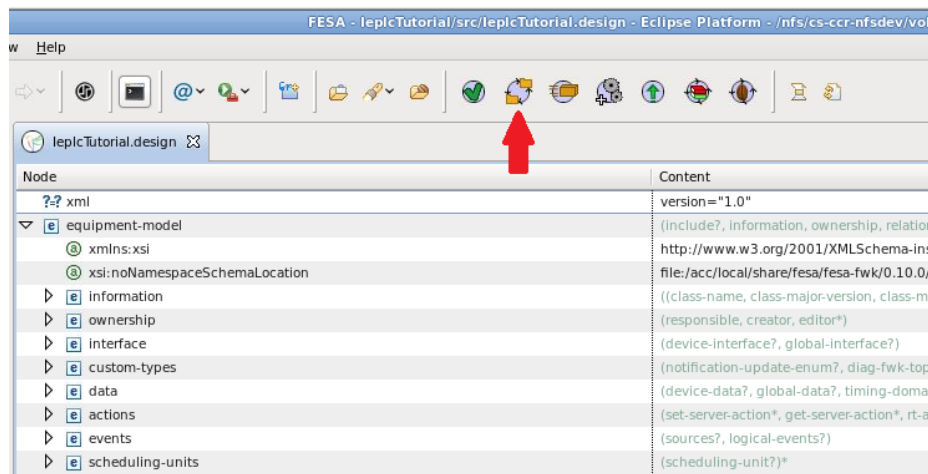 FESA - leplcTutorial/src/leplcTutorial.design - Eclipse Platform - /nfs/cs-ccr-nfsdev/vol
w Help
leplcTutorial.design
Node Content
?=? xml version="1.0"
e equipment-model (include?, information, ownership, relation
a xmlns:xsi http://www.w3.org/2001/XMLSchema-ins
a xsi:noNamespaceSchemaLocation file:/acc/local/share/fesa/fesa-fwk/0.10.0/
e information ((class-name, class-major-version, class-m
e ownership (responsible, creator, editor*)
e interface (device-interface?, global-interface?)
e custom-types (notification-update-enum?, diag-fwk-top
e data (device-data?, global-data?, timing-doma
e actions (set-server-action*, get-server-action*, rt-a
e events (sources?, logical-events?)
e scheduling-units (scheduling-unit?)*